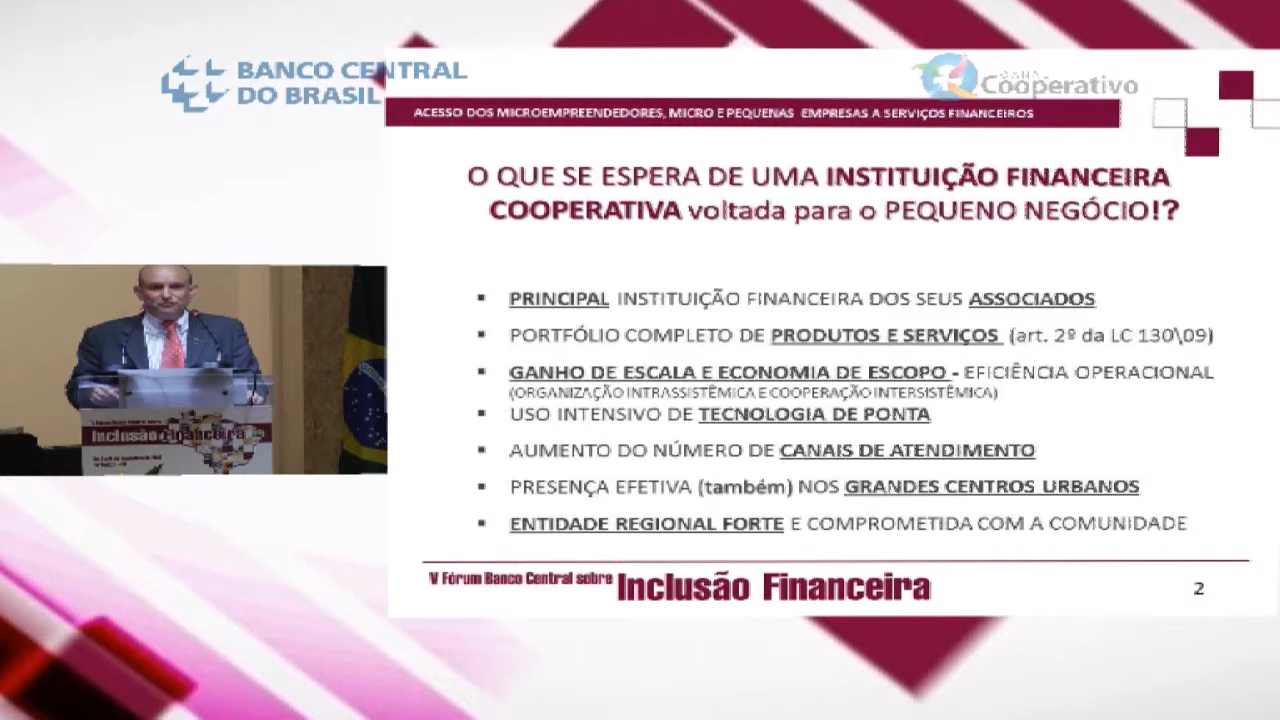 BANCO CENTRAL
DO BRASIL
Cooperativo
ACESSO DOS MICROEMPREENDEDORES, MICRO E PEQUENAS EMPRESAS A SERVIÇOS FINANCEIROS
O QUE SE ESPERA DE UMA INSTITUIÇÃO FINANCEIRA
COOPERATIVA voltada para o PEQUENO NEGÓCIO!?
▪ PRINCIPAL INSTITUIÇÃO FINANCEIRA DOS SEUS ASSOCIADOS
▪ PORTFÓLIO COMPLETO DE PRODUTOS E SERVIÇOS (art. 2º da LC 130\09)
▪ GANHO DE ESCALA E ECONOMIA DE ESCOPO - EFICIÊNCIA OPERACIONAL
(ORGANIZAÇÃO INTRASSISTÊMICA E COOPERAÇÃO INTERSISTÊMICA)
▪ USO INTENSIVO DE TECNOLOGIA DE PONTA
▪ AUMENTO DO NÚMERO DE CANAIS DE ATENDIMENTO
▪ PRESENÇA EFETIVA (também) NOS GRANDES CENTROS URBANOS
▪ ENTIDADE REGIONAL FORTE E COMPROMETIDA COM A COMUNIDADE
V Fórum Banco Central sobre Inclusão Financeira
2
Inclusão Financeira